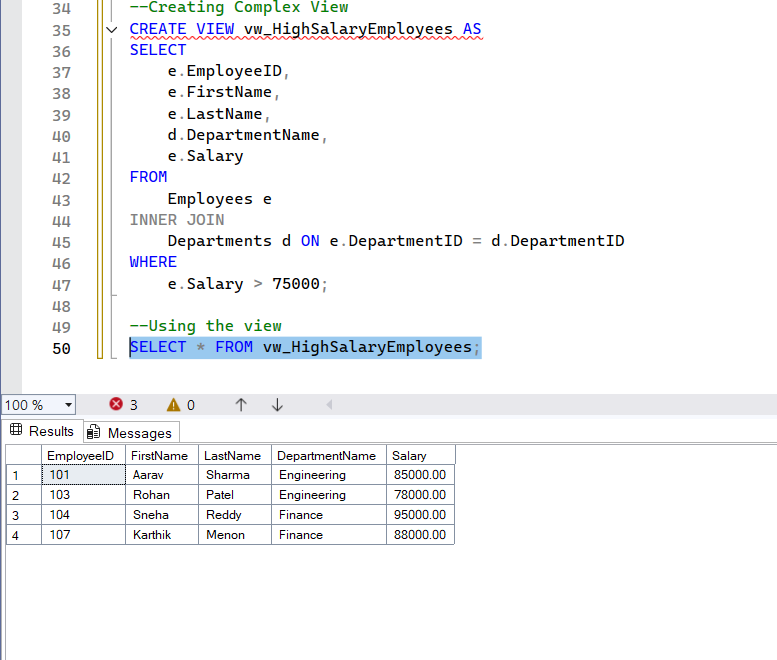 34 --Creating Complex View
35 CREATE VIEW vw_HighSalaryEmployees AS
36 SELECT
37 e.EmployeeID,
38 e.FirstName,
39 e.LastName,
40 d.DepartmentName,
41 e.Salary
42 FROM
43 Employees e
44 INNER JOIN
45 Departments d ON e.DepartmentID = d.DepartmentID
46 WHERE
47 e.Salary > 75000;
48
49 --Using the view
50 SELECT * FROM vw_HighSalaryEmployees;
100 % 3 0
Results Messages
EmployeeID FirstName LastName DepartmentName Salary
1 101 Aarav Sharma Engineering 85000.00
2 103 Rohan Patel Engineering 78000.00
3 104 Sneha Reddy Finance 95000.00
4 107 Karthik Menon Finance 88000.00